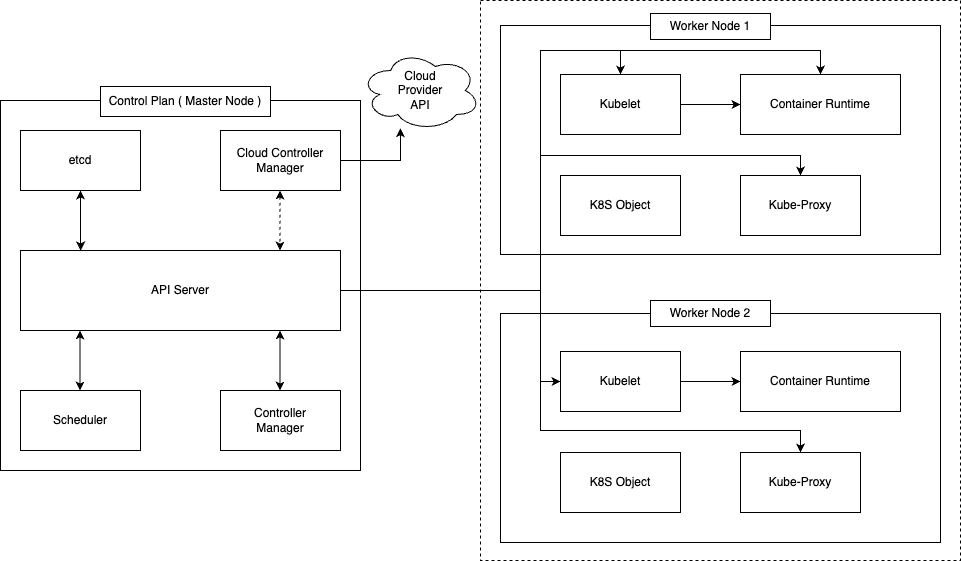 Control Plan ( Master Node )
etcd
Cloud Controller
Manager
API Server
Scheduler
Controller
Manager
Cloud
Provider
API
Worker Node 1
Kubelet
Container Runtime
K8S Object
Kube-Proxy
Worker Node 2
Kubelet
Container Runtime
K8S Object
Kube-Proxy